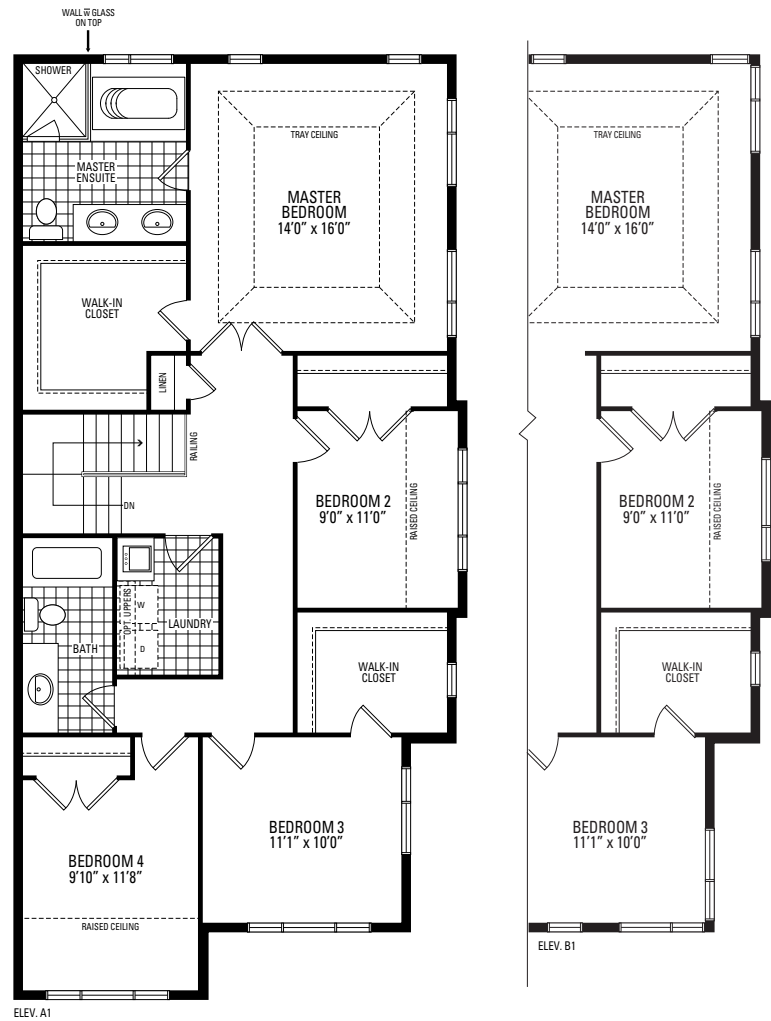 WALL w̅ GLASS
ON TOP
SHOWER
MASTER
ENSUITE
TRAY CEILING
MASTER
BEDROOM
14'0" x 16'0"
WALK-IN
CLOSET
LINEN
RAILING
DN
BEDROOM 2
9'0" x 11'0"
RAISED CEILING
OPT. UPPERS
W
D
LAUNDRY
BATH
WALK-IN
CLOSET
BEDROOM 3
11'1" x 10'0"
BEDROOM 4
9'10" x 11'8"
RAISED CEILING
ELEV. A1
TRAY CEILING
MASTER
BEDROOM
14'0" x 16'0"
BEDROOM 2
9'0" x 11'0"
RAISED CEILING
WALK-IN
CLOSET
BEDROOM 3
11'1" x 10'0"
ELEV. B1